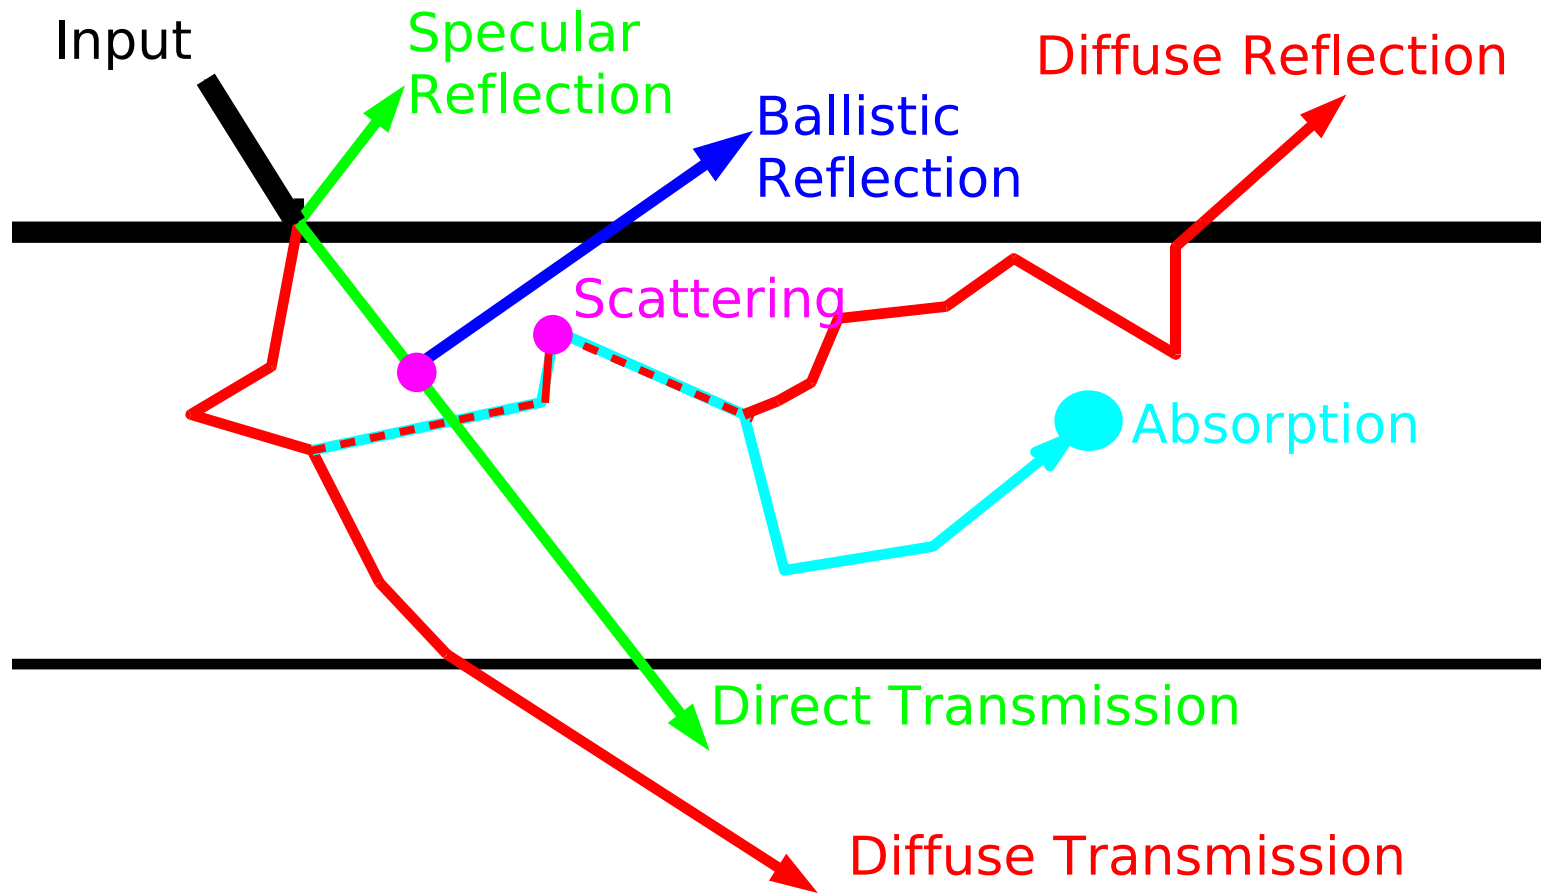 Input
Specular
Reflection
Diffuse Reflection
Ballistic
Reflection
Scattering
Absorption
Direct Transmission
Diffuse Transmission